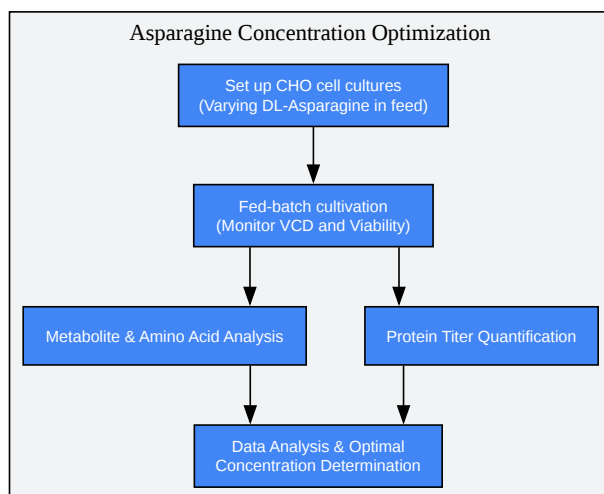 Asparagine Concentration Optimization
Set up CHO cell cultures
(Varying DL-Asparagine in feed)
Fed-batch cultivation
(Monitor VCD and Viability)
Metabolite & Amino Acid Analysis
Protein Titer Quantification
Data Analysis & Optimal
Concentration Determination